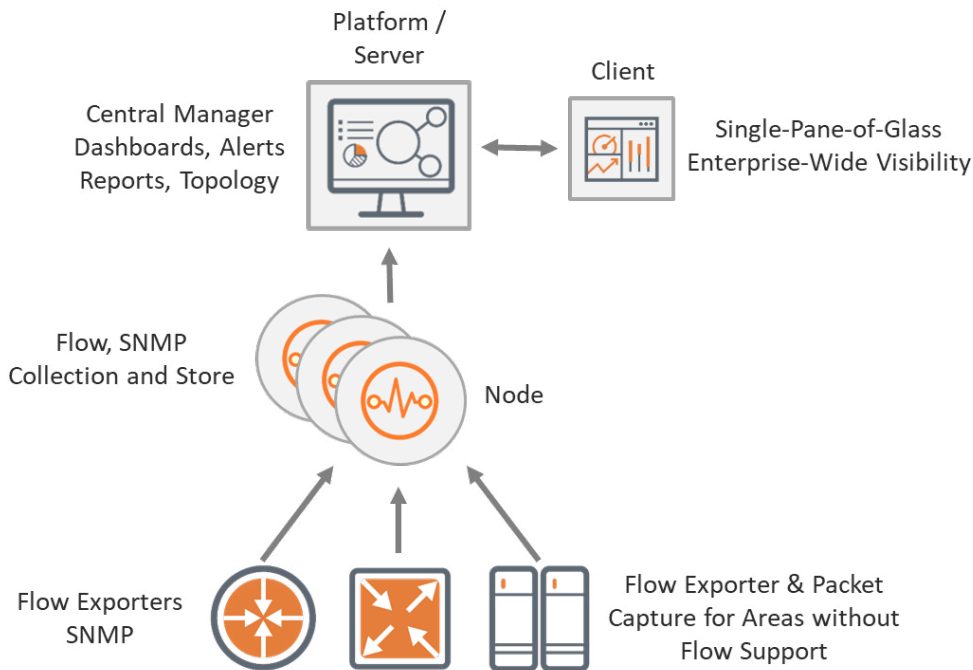 Platform /
Server
Client
Central Manager
Dashboards, Alerts
Reports, Topology
Single-Pane-of-Glass
Enterprise-Wide Visibility
Flow, SNMP
Collection and Store
Node
Flow Exporters
SNMP
Flow Exporter & Packet
Capture for Areas without
Flow Support